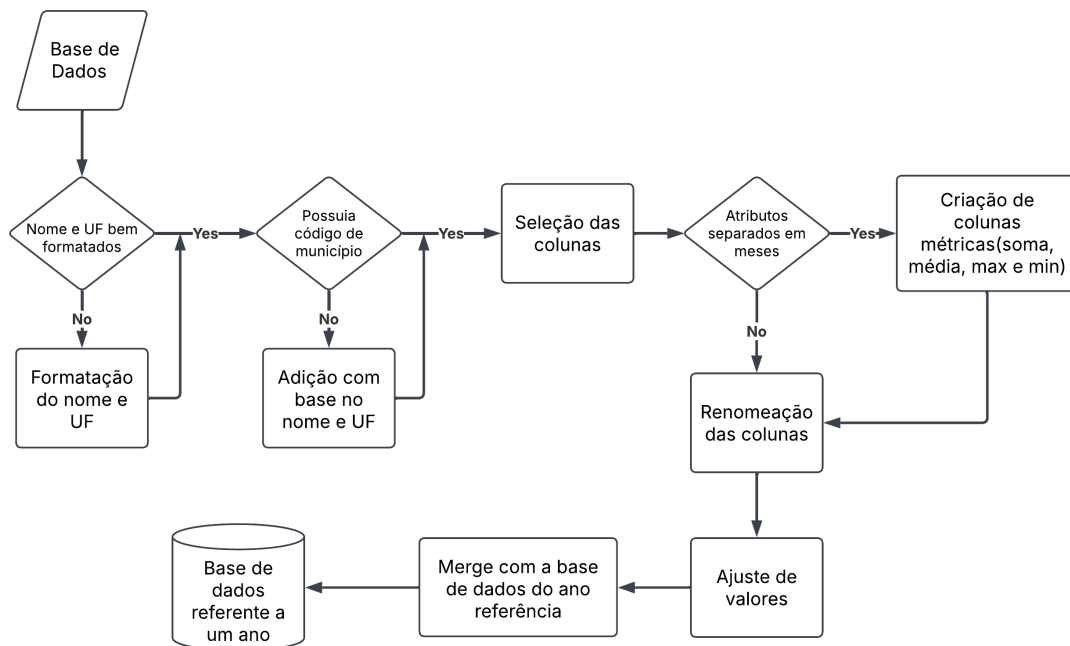 Base de
Dados
Nome e UF bem
formatados
Yes
Possuia
código de
município
Yes
Seleção das
colunas
Atributos
separados em
meses
Yes
Criação de
colunas
métricas(soma,
média, max e min)
No
No
No
Formatação
do nome e
UF
Adição com
base no
nome e UF
Renomeação
das colunas
Base de
dados
referente a
um ano
Merge com a base
de dados do ano
referência
Ajuste de
valores